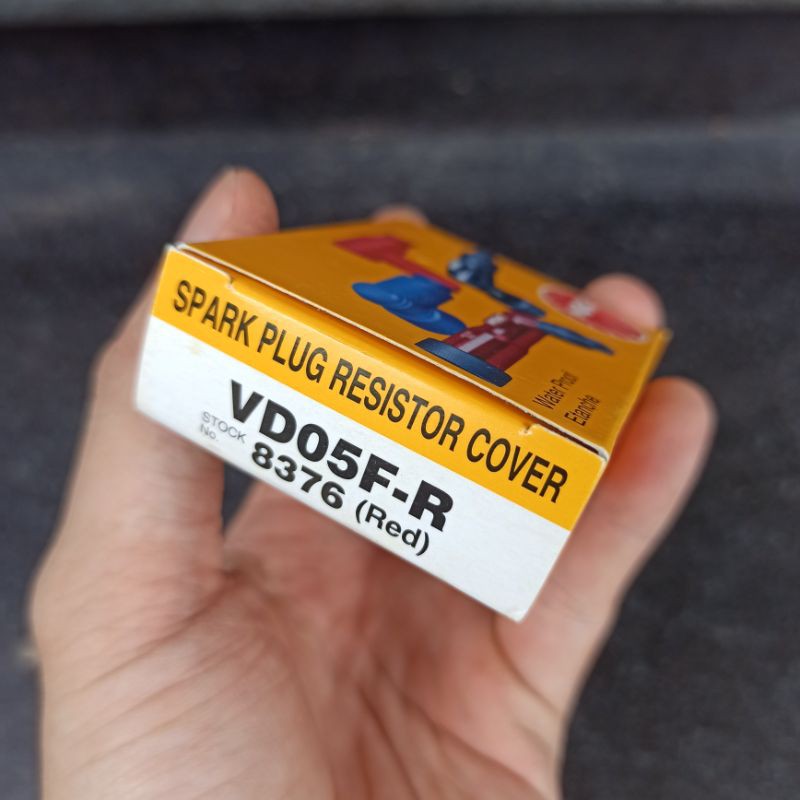 Water Proof
Etanche
SPARK PLUG RESISTOR COVER
VD05F-R
STOCK
No.
8376 (Red)